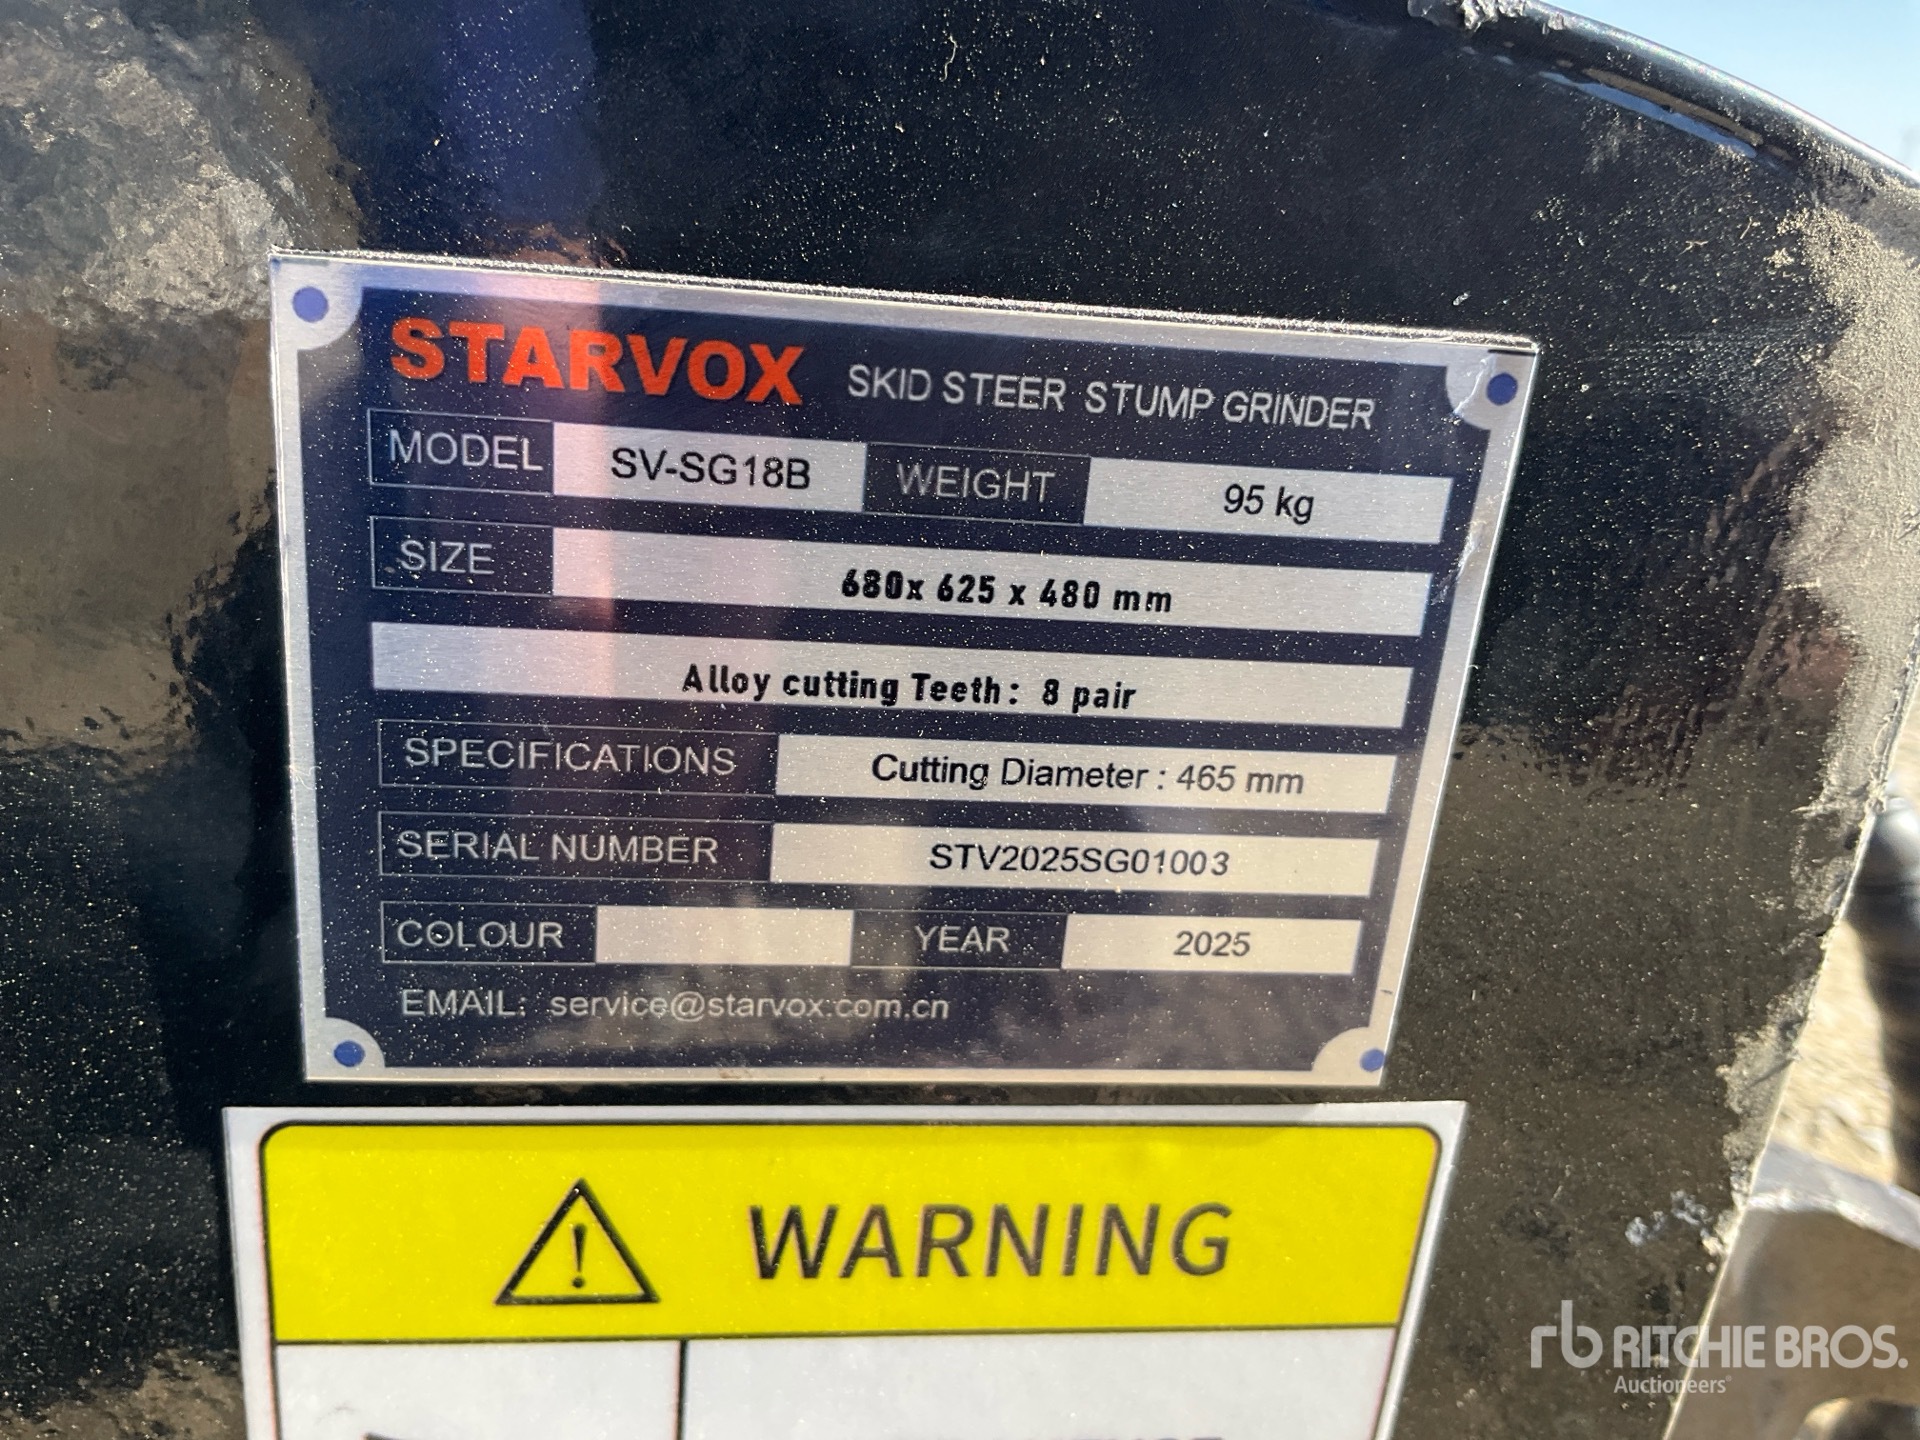 STARVOX SKID STEER STUMP GRINDER
MODEL SV-SG18B WEIGHT 95 kg
SIZE 680x 625 x 480 mm
Alloy cutting Teeth: 8 pair
SPECIFICATIONS Cutting Diameter : 465 mm
SERIAL NUMBER STV2025SG01003
COLOUR YEAR 2025
EMAIL: service@starvox.com.cn
! WARNING
rb RITCHIE BROS.
Auctioneers